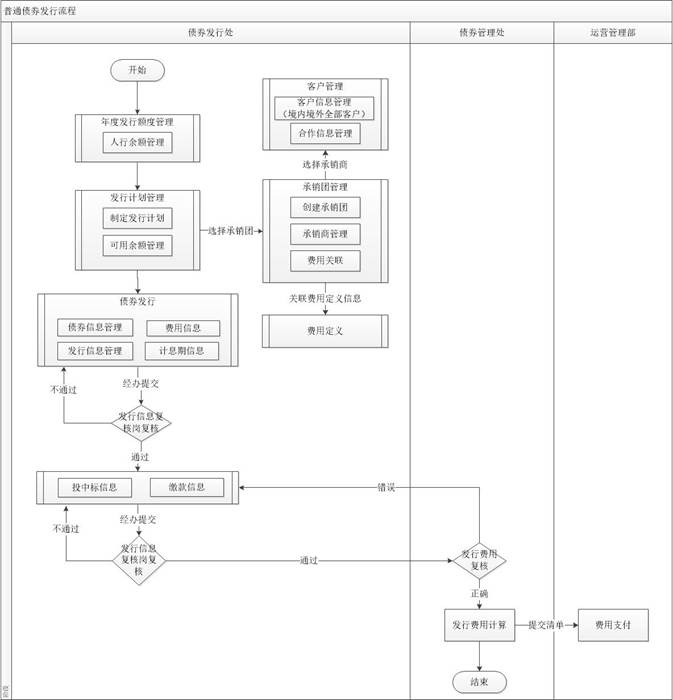 普通债券发行流程
债券发行处
债券管理处
运营管理部
开始
年度发行额度管理
人行余额管理
发行计划管理
制定发行计划
可用余额管理
选择承销团
客户管理
客户信息管理
（境内境外全部客户）
合作信息管理
选择承销商
承销团管理
创建承销团
承销商管理
费用关联
关联费用定义信息
费用定义
债券发行
债券信息管理
费用信息
发行信息管理
计息期信息
不通过
经办提交
发行信息复
核岗复核
通过
投中标信息
缴款信息
错误
不通过
经办提交
发行信息
复核岗复
核
通过
发行费用
复核
正确
发行费用计算
提交清单
费用支付
结束
阶段